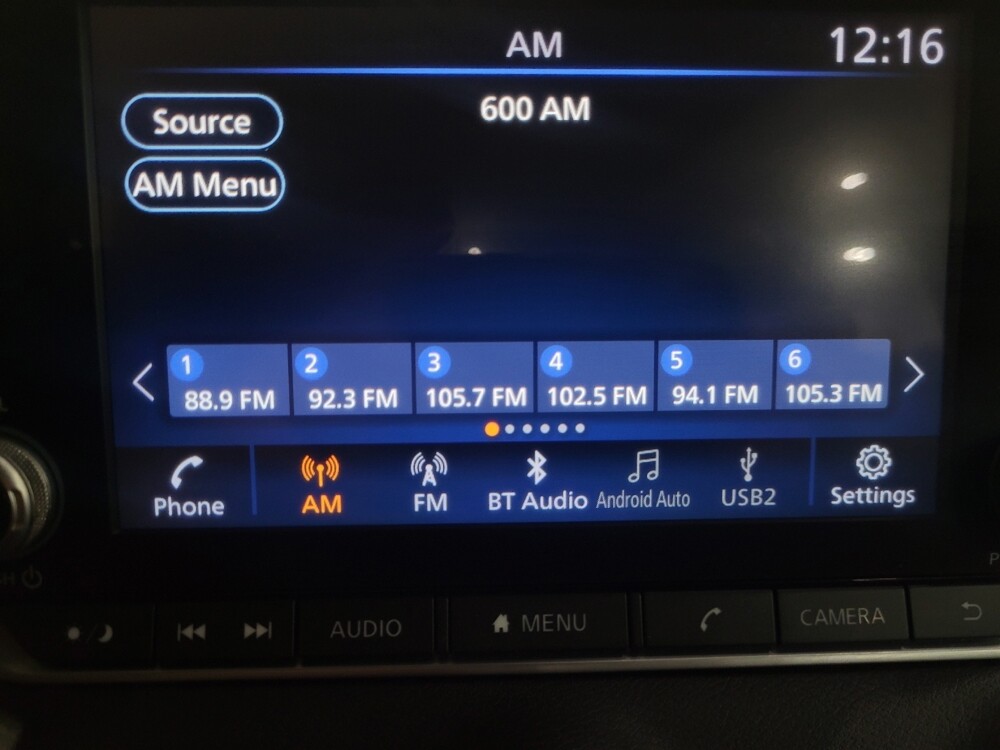 AM
12:16
600 AM
Source
AM Menu
1
2
3
4
5
6
88.9 FM
92.3 FM
105.7 FM
102.5 FM
94.1 FM
105.3 FM
Phone
AM
FM
BT Audio
Android Auto
USB2
Settings
AUDIO
MENU
CAMERA